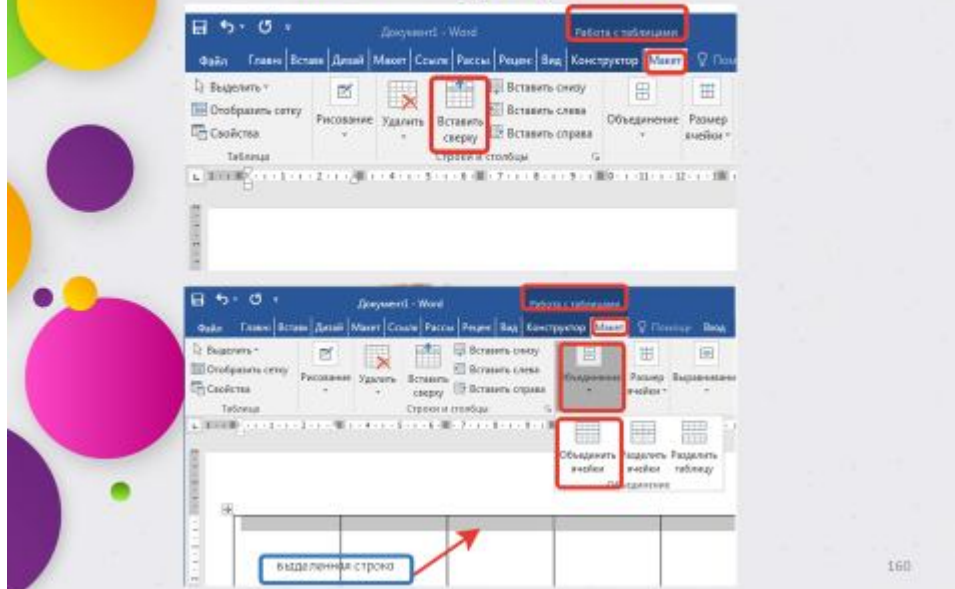 Документ1 - Word
Работа с таблицами
Файл Главн Встав Дизай Макет Ссылк Рассы Рецен Вид Конструктор Макет
Выделить
Отобразить сетку
Свойства
Таблица
Рисование
Удалить
Вставить сверху
Вставить снизу
Вставить слева
Вставить справа
Строки и столбцы
Объединение
Размер ячейки
Документ1 - Word
Работа с таблицами
Файл Главн Встав Дизай Макет Ссылк Рассы Рецен Вид Конструктор Макет Помощ Вход
Выделить
Отобразить сетку
Свойства
Таблица
Рисование
Удалить
Вставить сверху
Вставить снизу
Вставить слева
Вставить справа
Строки и столбцы
Объединение
Размер ячейки
Выравнивание
Объединить ячейки
Разделить ячейки
Разделить таблицу
Объединение
выделенная строка
160